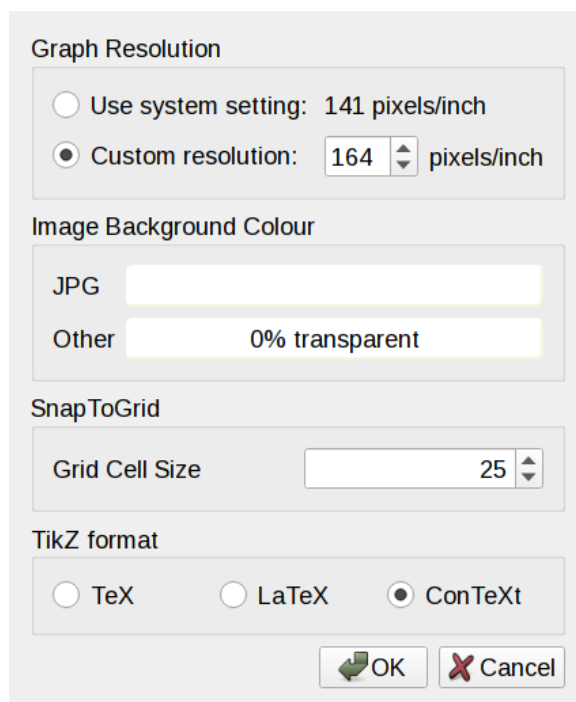 Graph Resolution
Use system setting: 141 pixels/inch
Custom resolution: 164 pixels/inch
Image Background Colour
JPG
Other 0% transparent
SnapToGrid
Grid Cell Size 25
TikZ format
TeX LaTeX ConTeXt
OK Cancel